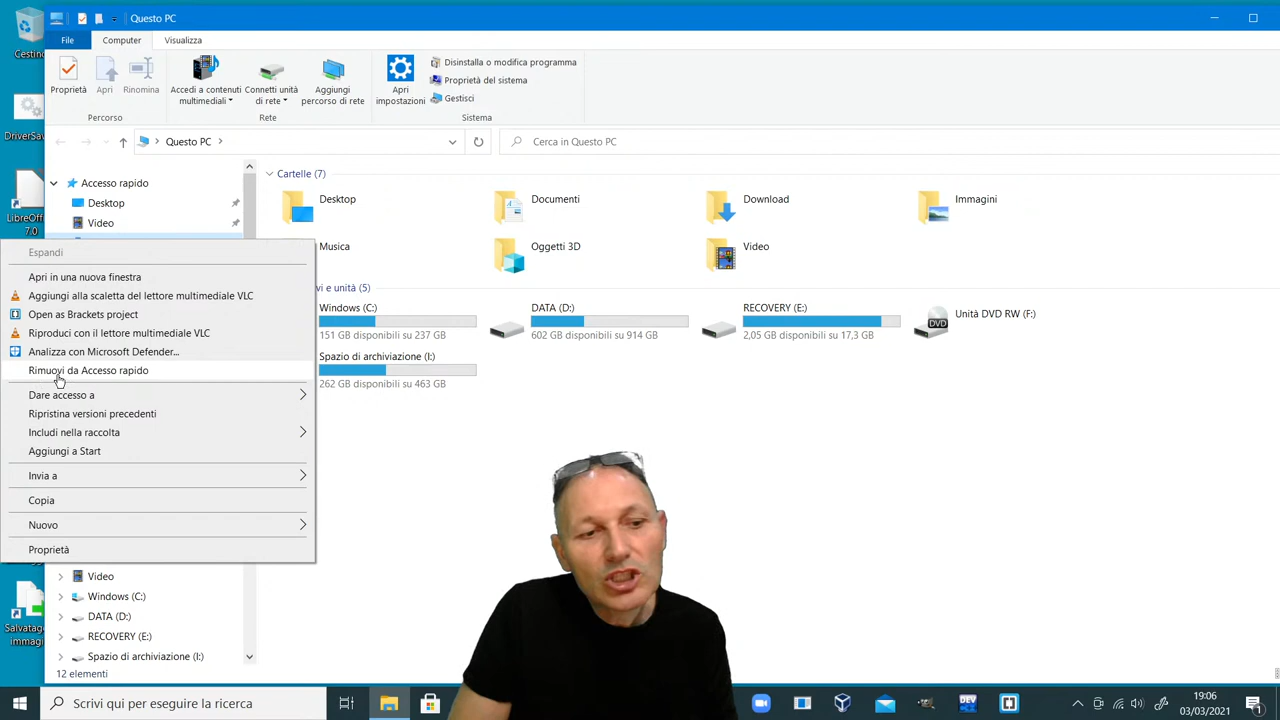 Questo PC
File
Computer
Visualizza
Proprietà
Apri
Rinomina
Accedi a contenuti
multimediali
Connetti unità
di rete
Aggiungi
percorso di rete
Apri
impostazioni
Disinstalla o modifica programma
Proprietà del sistema
Gestisci
Percorso
Rete
Sistema
Questo PC
Cerca in Questo PC
Cestino
Accesso rapido
Desktop
Video
Cartelle (7)
Desktop
Documenti
Download
Immagini
Musica
Oggetti 3D
Video
unità (5)
Windows (C:)
151 GB disponibili su 237 GB
DATA (D:)
602 GB disponibili su 914 GB
RECOVERY (E:)
2,05 GB disponibili su 17,3 GB
DVD
Unità DVD RW (F:)
Spazio di archiviazione (I:)
262 GB disponibili su 463 GB
7.0
Espandi
Apri in una nuova finestra
Aggiungi alla scaletta del lettore multimediale VLC
Open as Brackets project
Riproduci con il lettore multimediale VLC
Analizza con Microsoft Defender...
Rimuovi da Accesso rapido
Dare accesso a
Ripristina versioni precedenti
Includi nella raccolta
Aggiungi a Start
Invia a
Copia
Nuovo
Proprietà
Video
Windows (C:)
DATA (D:)
RECOVERY (E:)
Spazio di archiviazione (I:)
12 elementi
Scrivi qui per eseguire la ricerca
DEV
19:06
03/03/2021
1